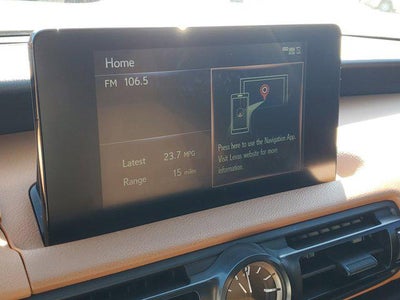 Home
FM 106.5
Press here to use the Navigation App.
Visit Lexus website for more
information.
Latest 23.7 MPG
Range 15 miles